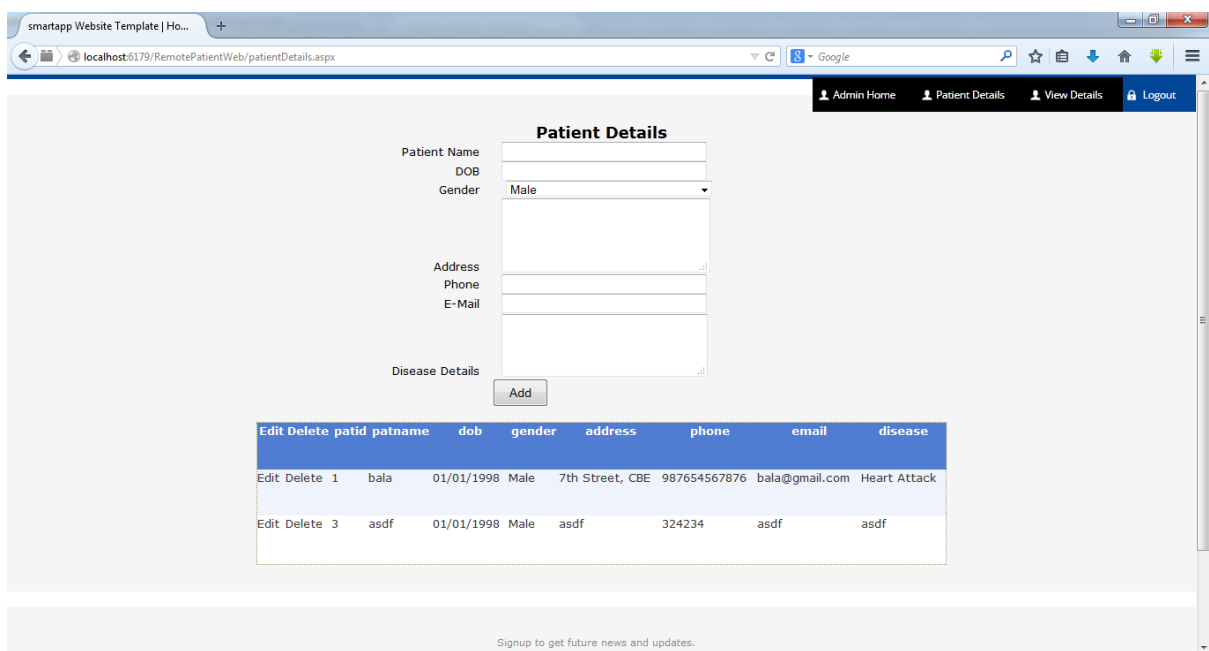 smartapp Website Template | Ho...
localhost:6179/RemotePatientWeb/patientDetails.aspx
8 Google
Admin Home Patient Details View Details Logout
Patient Details
Patient Name
DOB
Gender Male
Address
Phone
E-Mail
Disease Details
Add
Edit Delete patid patname dob gender address phone email disease
Edit Delete 1 bala 01/01/1998 Male 7th Street, CBE 987654567876 bala@gmail.com Heart Attack
Edit Delete 3 asdf 01/01/1998 Male asdf 324234 asdf asdf
Signup to get future news and updates.